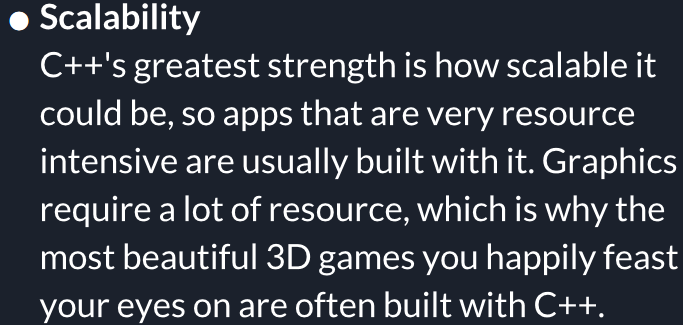 ● Scalability
C++'s greatest strength is how scalable it
could be, so apps that are very resource
intensive are usually built with it. Graphics
require a lot of resource, which is why the
most beautiful 3D games you happily feast
your eyes on are often built with C++.